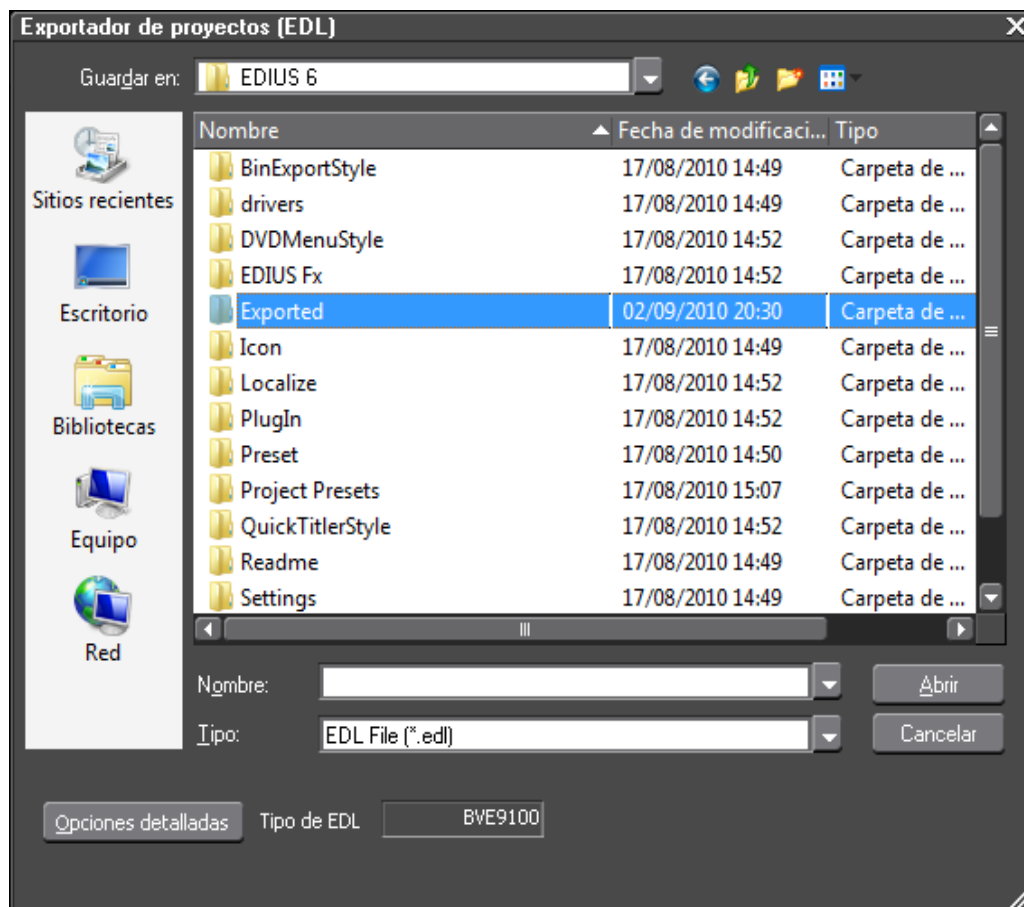 Exportador de proyectos (EDL)
Guardar en: EDIUS 6
Nombre Fecha de modificaci... Tipo
BinExportStyle 17/08/2010 14:49 Carpeta de ...
drivers 17/08/2010 14:49 Carpeta de ...
DVDMenuStyle 17/08/2010 14:52 Carpeta de ...
EDIUS Fx 17/08/2010 14:52 Carpeta de ...
Exported 02/09/2010 20:30 Carpeta de ...
Icon 17/08/2010 14:49 Carpeta de ...
Localize 17/08/2010 14:52 Carpeta de ...
PlugIn 17/08/2010 14:52 Carpeta de ...
Preset 17/08/2010 14:50 Carpeta de ...
Project Presets 17/08/2010 15:07 Carpeta de ...
QuickTitlerStyle 17/08/2010 14:52 Carpeta de ...
Readme 17/08/2010 14:49 Carpeta de ...
Settings 17/08/2010 14:49 Carpeta de ...
Sitios recientes
Escritorio
Bibliotecas
Equipo
Red
Nombre: Abrir
Tipo: EDL File (*.edl) Cancelar
Opciones detalladas Tipo de EDL BVE9100